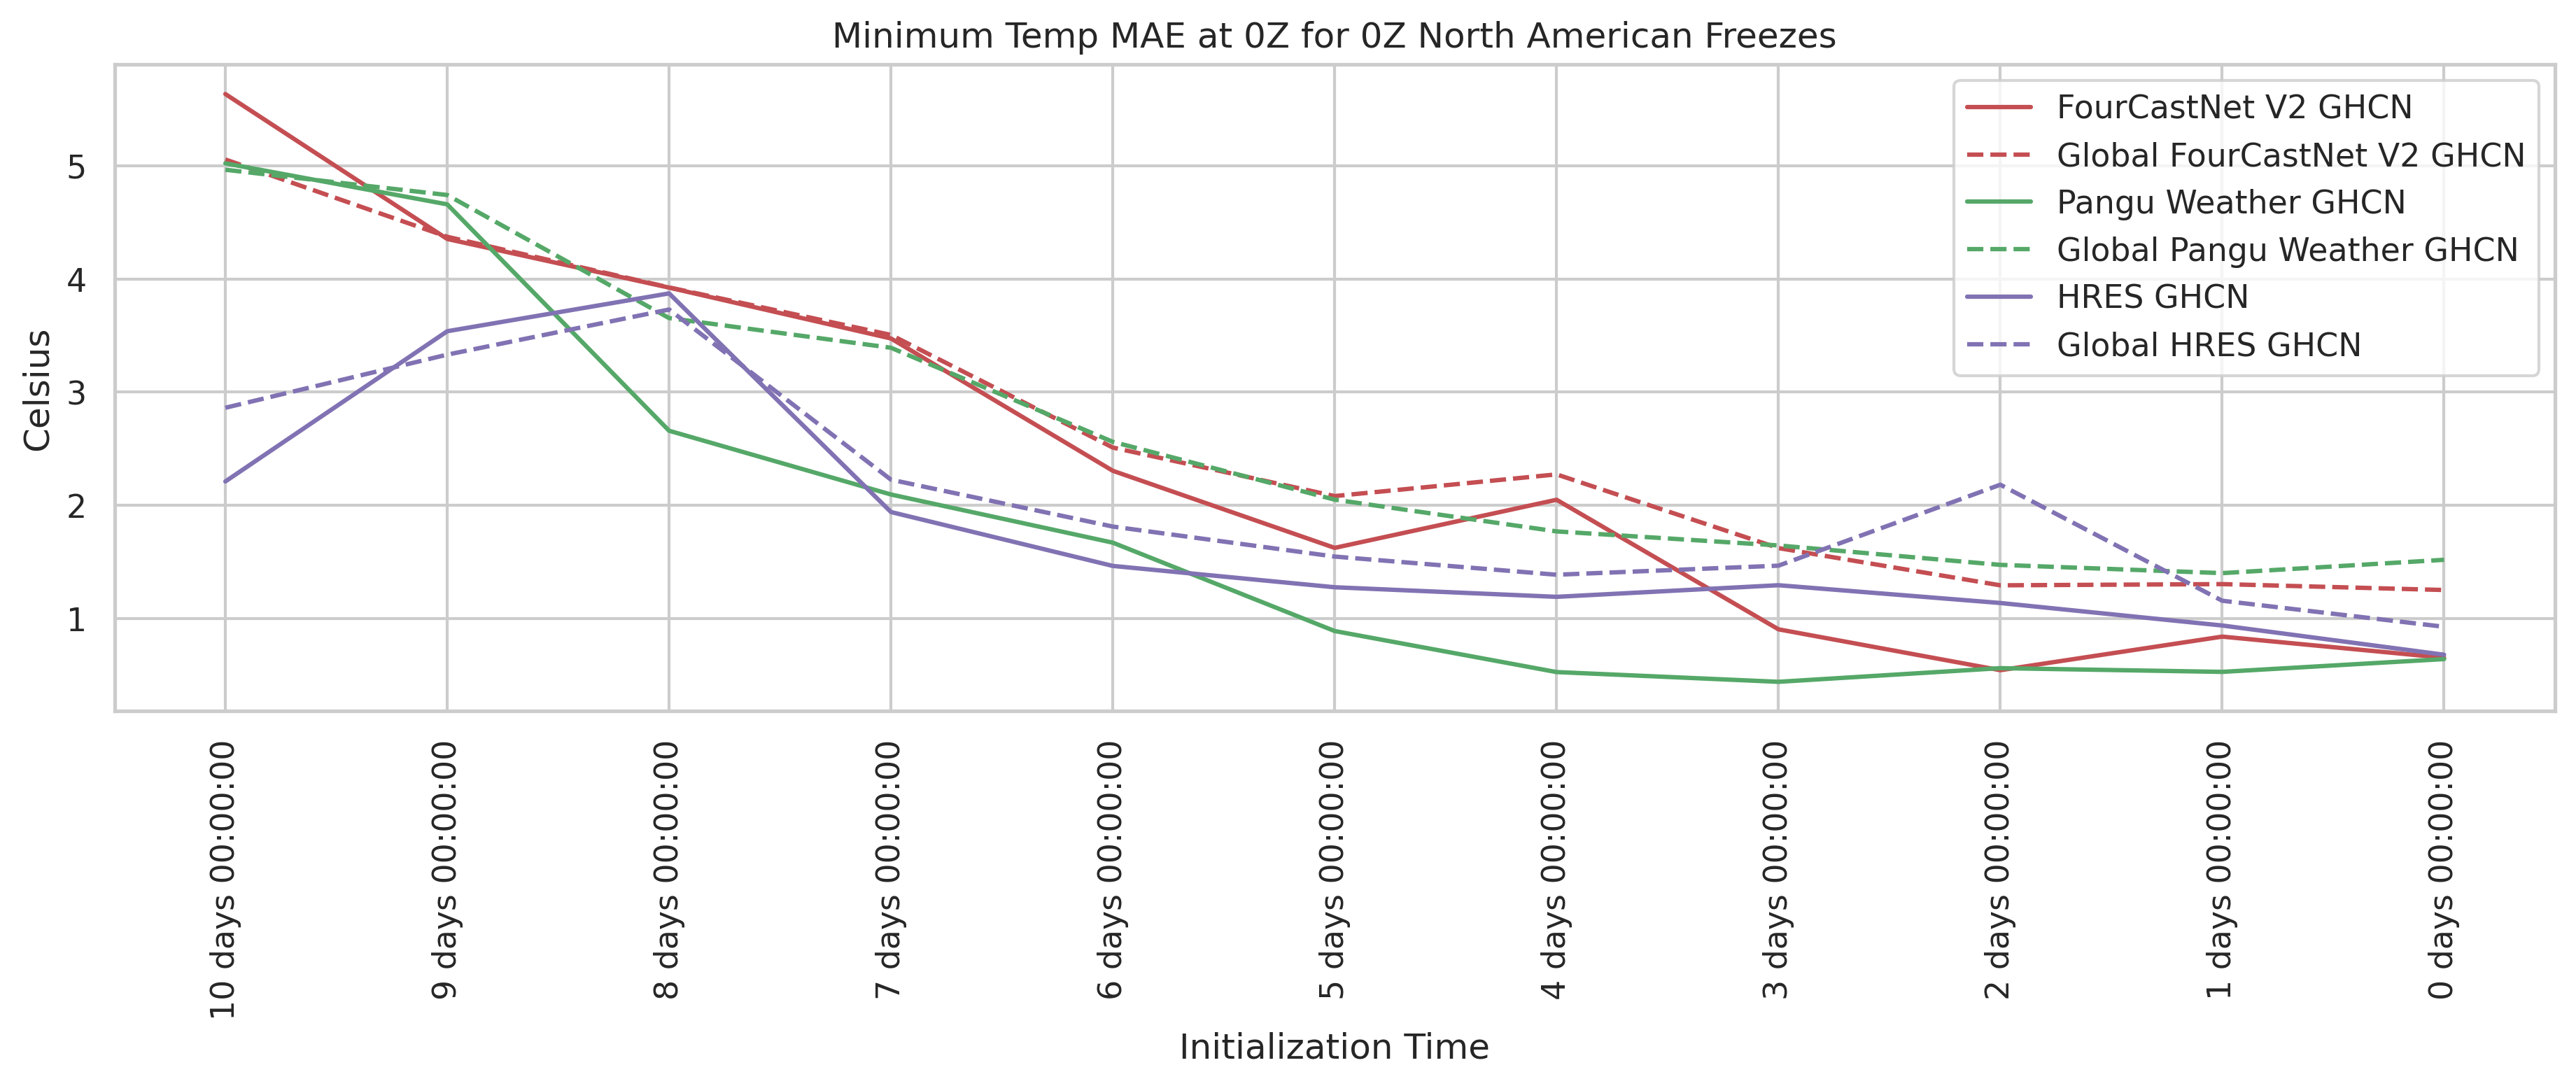 Minimum Temp MAE at 0Z for 0Z North American Freezes
FourCastNet V2 GHCN
Global FourCastNet V2 GHCN
Pangu Weather GHCN
Global Pangu Weather GHCN
HRES GHCN
Global HRES GHCN
Celsius
5
4
3
2
1
10 days 00:00:00
9 days 00:00:00
8 days 00:00:00
7 days 00:00:00
6 days 00:00:00
5 days 00:00:00
4 days 00:00:00
3 days 00:00:00
2 days 00:00:00
1 days 00:00:00
0 days 00:00:00
Initialization Time